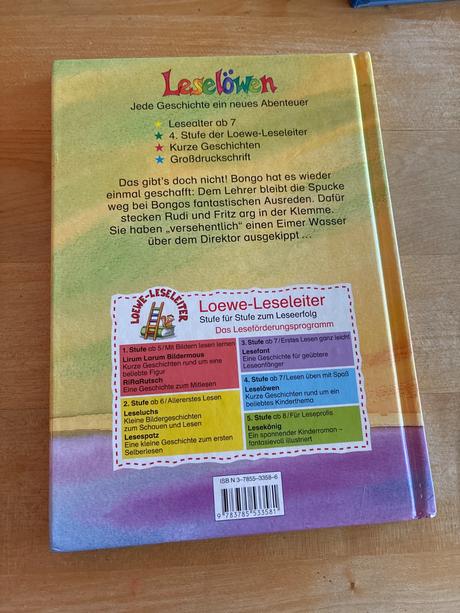 Leselöwen
Jede Geschichte ein neues Abenteuer
Lesealter ab 7
4. Stufe der Loewe-Leseleiter
Kurze Geschichten
Großdruckschrift
Das gibt's doch nicht! Bongo hat es wieder
einmal geschafft: Dem Lehrer bleibt die Spucke
weg bei Bongos fantastischen Ausreden. Dafür
stecken Rudi und Fritz arg in der Klemme.
Sie haben „versehentlich" einen Eimer Wasser
über dem Direktor ausgekippt ...
LOEWE-LESELEITER
Loewe-Leseleiter
Stufe für Stufe zum Leseerfolg
Das Leseförderungsprogramm
1. Stufe ab 5/Mit Bildern lesen lernen
Lirum Larum Bildermaus
Kurze Geschichten rund um eine
beliebte Figur
RiRaRutsch
Eine Geschichte zum Mitlesen
2. Stufe ab 6/Allererstes Lesen
Leseluchs
Kleine Bildergeschichten
zum Schauen und Lesen
Lesespatz
Eine kleine Geschichte zum ersten
Selberlesen
3. Stufe ab 7/Erstes Lesen ganz leicht
Lesefant
Eine Geschichte für geübtere
Leseanfänger
4. Stufe ab 7/Lesen üben mit Spaß
Leselöwen
Kurze Geschichten rund um ein
beliebtes Kinderthema
5. Stufe ab 8/Für Leseprofis
Lesekönig
Ein spannender Kinderroman –
fantasievoll illustriert
ISBN 3-7855-3358-6
9 783785 533581